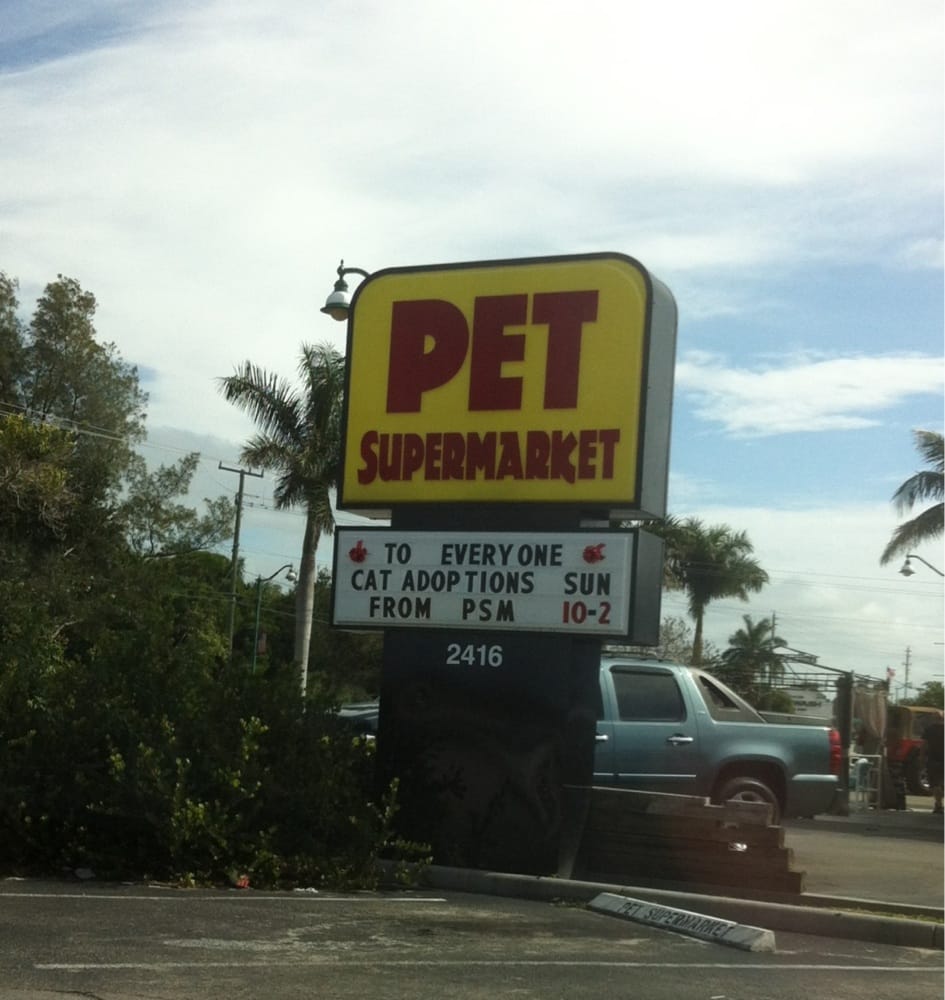 PET
SUPERMARKET
TO EVERYONE
CAT ADOPTIONS SUN
FROM PSM 10-2
2416
PET SUPERMARKET